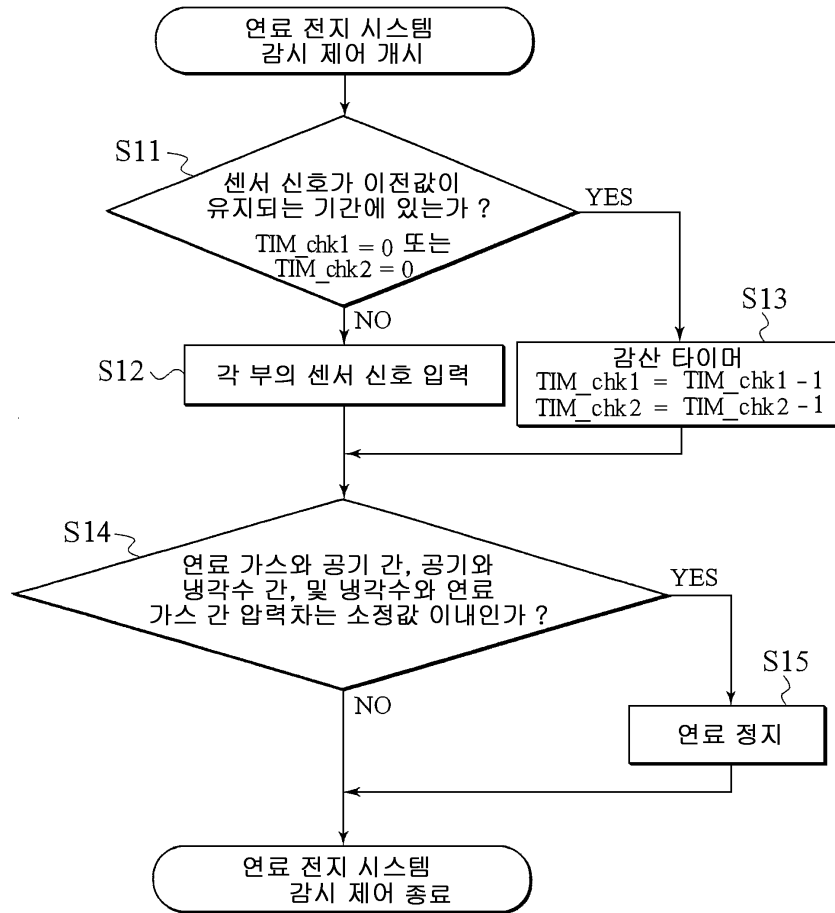 연료 전지 시스템
감시 제어 개시
S11
센서 신호가 이전값이
유지되는 기간에 있는가 ?
TIM_chk1 = 0 또는
TIM_chk2 = 0
YES
NO
S12
각 부의 센서 신호 입력
S13
감산 타이머
TIM_chk1 = TIM_chk1 - 1
TIM_chk2 = TIM_chk2 - 1
S14
연료 가스와 공기 간, 공기와
냉각수 간, 및 냉각수와 연료
가스 간 압력차는 소정값 이내인가 ?
YES
NO
S15
연료 정지
연료 전지 시스템
감시 제어 종료